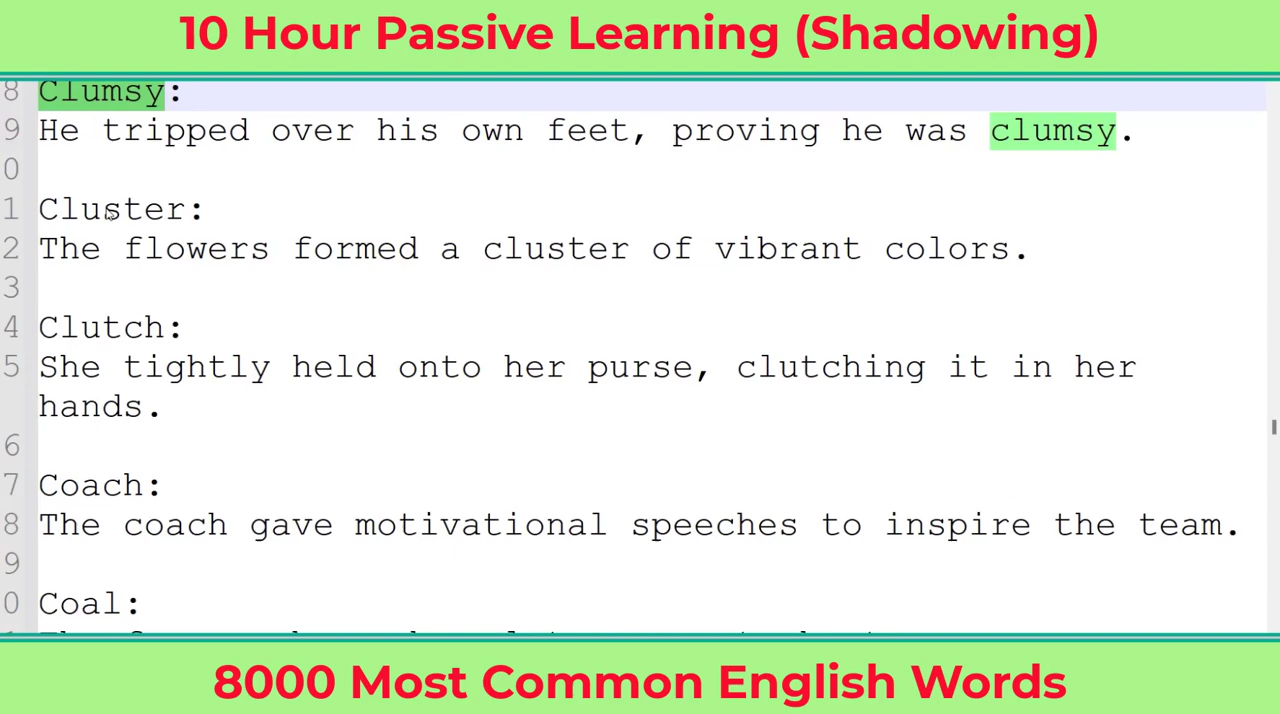 10 Hour Passive Learning (Shadowing)
8 Clumsy:
9 He tripped over his own feet, proving he was clumsy.
0
1 Cluster:
2 The flowers formed a cluster of vibrant colors.
3
4 Clutch:
5 She tightly held onto her purse, clutching it in her
hands.
6
7 Coach:
8 The coach gave motivational speeches to inspire the team.
9
0 Coal:
8000 Most Common English Words